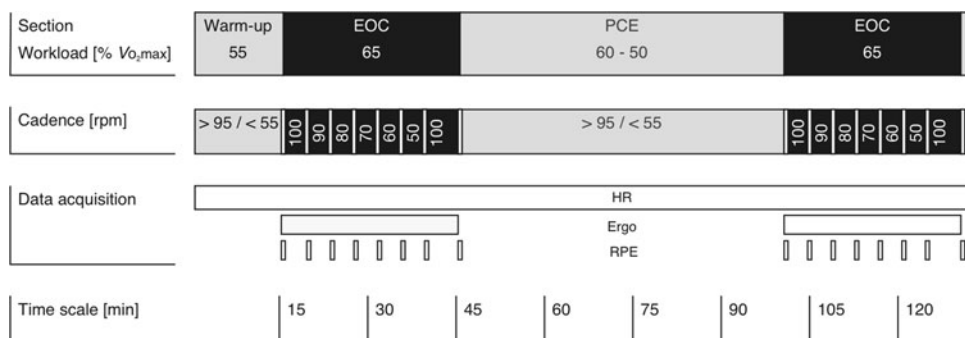 Section Warm-up EOC PCE EOC
Workload [% VO₂max] 55 65 60 - 50 65
Cadence [rpm] > 95 / < 55 100 90 80 70 60 50 100 > 95 / < 55 100 90 80 70 60 50 100
Data acquisition HR
Ergo
RPE
Time scale [min] 15 30 45 60 75 90 105 120